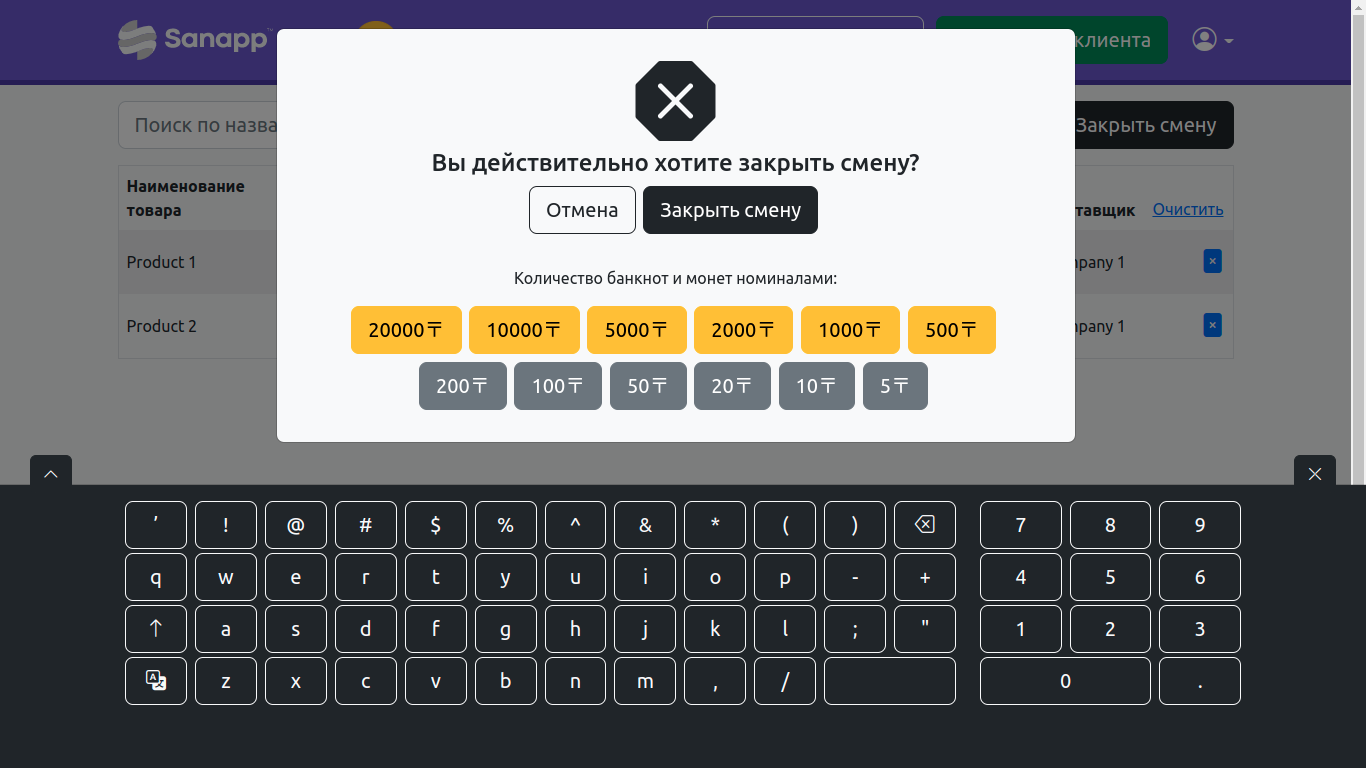 Sanapp
клиента
Поиск по назва
Закрыть смену
Вы действительно хотите закрыть смену?
Отмена Закрыть смену
Наименование
товара
тавщик Очистить
Product 1
mpany 1
Product 2
mpany 1
Количество банкнот и монет номиналами:
20000₸ 10000₸ 5000₸ 2000₸ 1000₸ 500₸
200₸ 100₸ 50₸ 20₸ 10₸ 5₸
' ! @ # $ % ^ & * ( ) 7 8 9
q w e r t y u i o p - + 4 5 6
a s d f g h j k l ; " 1 2 3
z x c v b n m , / 0 .